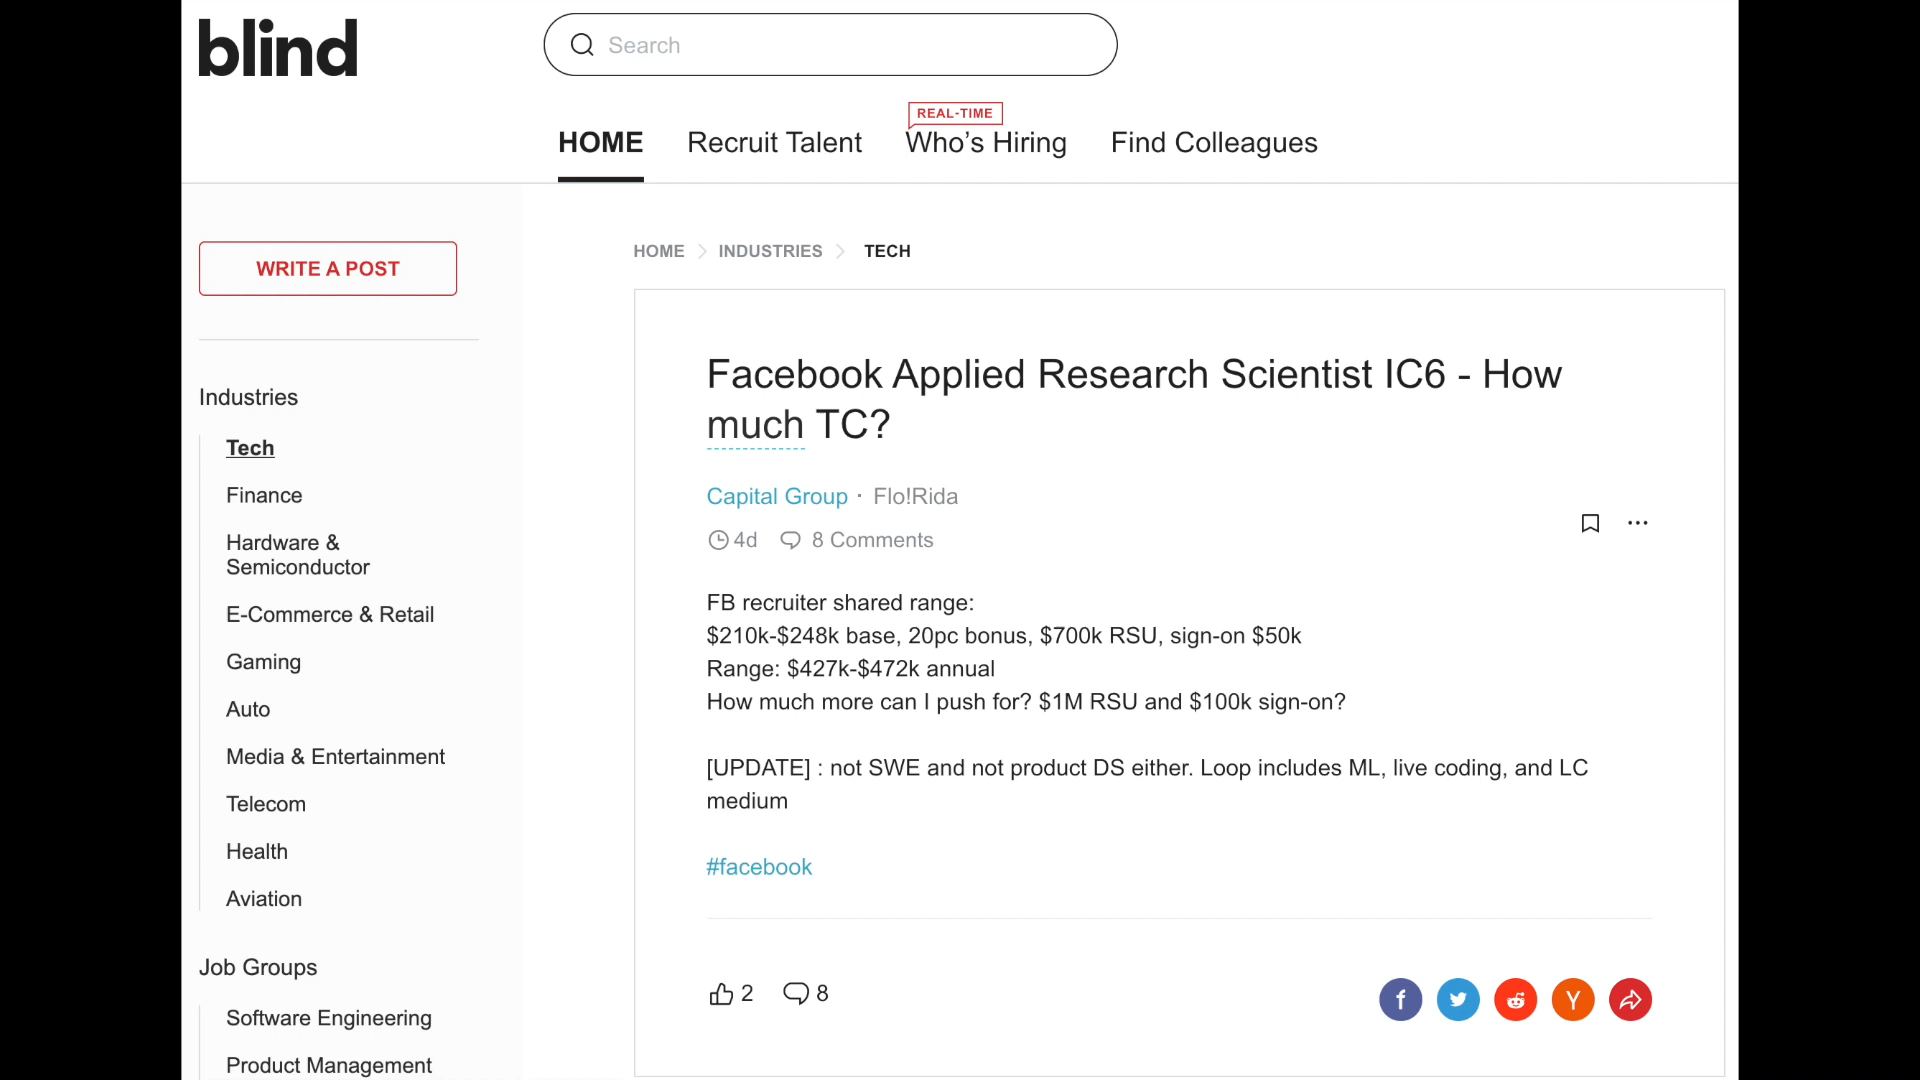 blind
Search
REAL-TIME
HOME Recruit Talent Who's Hiring Find Colleagues
WRITE A POST
Industries
Tech
Finance
Hardware &
Semiconductor
E-Commerce & Retail
Gaming
Auto
Media & Entertainment
Telecom
Health
Aviation
Job Groups
Software Engineering
Product Management
HOME INDUSTRIES TECH
Facebook Applied Research Scientist IC6 - How
much TC?
Capital Group · Flo!Rida
4d 8 Comments
FB recruiter shared range:
$210k-$248k base, 20pc bonus, $700k RSU, sign-on $50k
Range: $427k-$472k annual
How much more can I push for? $1M RSU and $100k sign-on?
[UPDATE] : not SWE and not product DS either. Loop includes ML, live coding, and LC
medium
#facebook
2 8
f Y